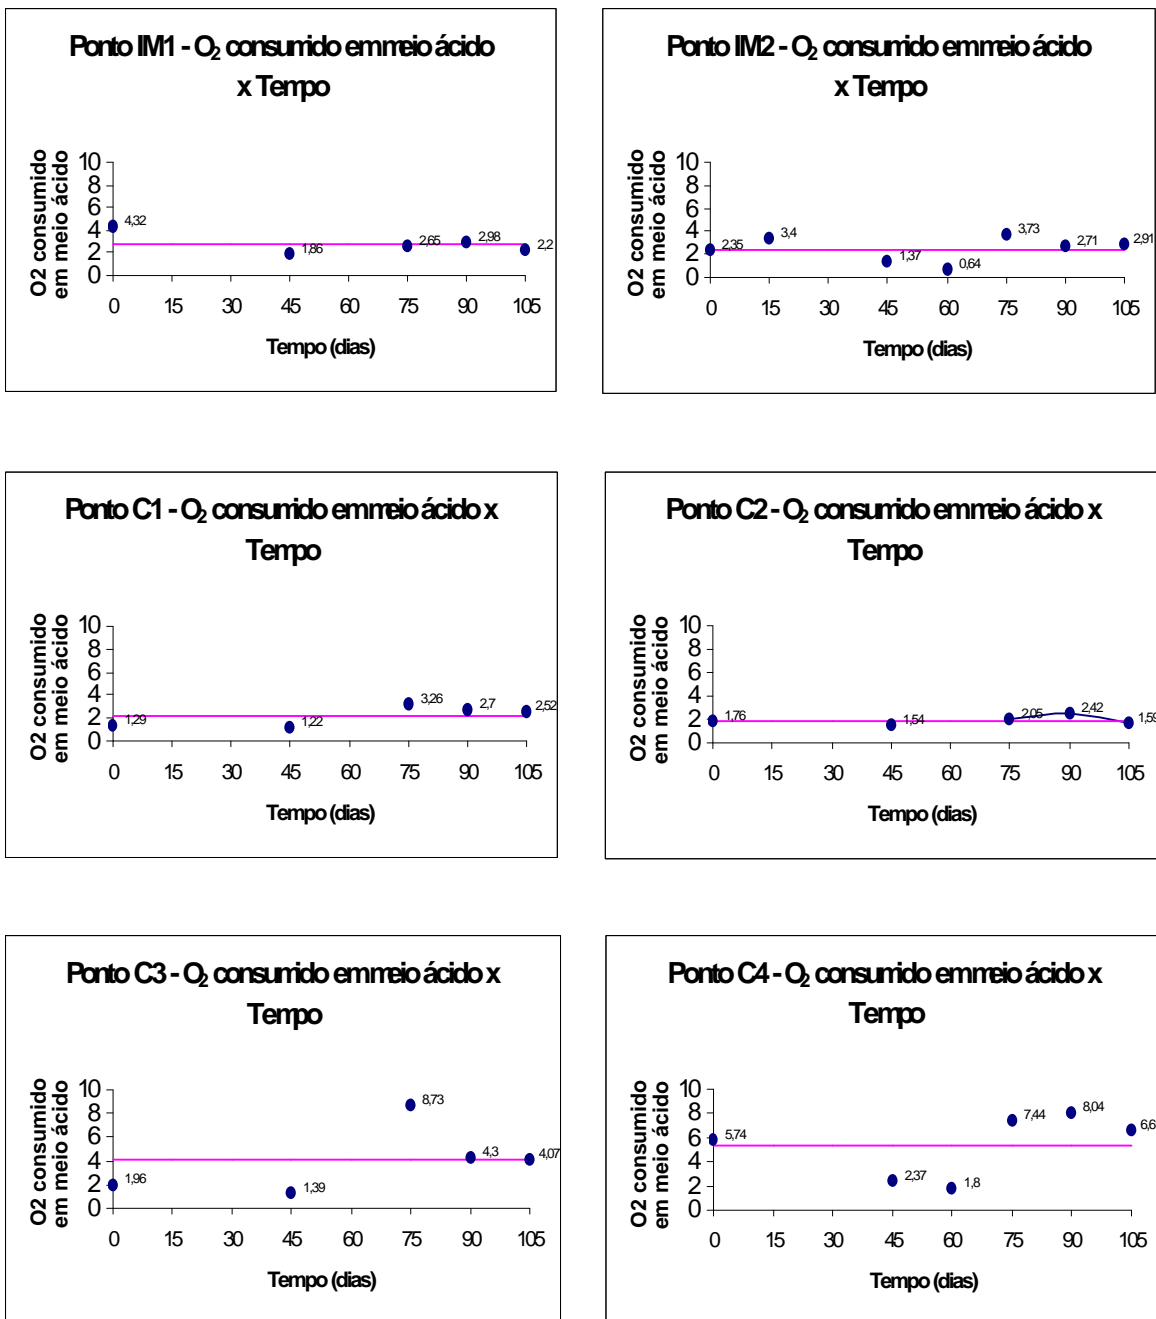 Ponto IM1 - O₂ consumido em meio ácido
x Tempo
O2 consumido
em meio ácido
10
8
6
4
2
0
4,32
1,86
2,65
2,98
2,2
0 15 30 45 60 75 90 105
Tempo (dias)
Ponto IM2 - O₂ consumido em meio ácido
x Tempo
O2 consumido
em meio ácido
10
8
6
4
2
0
2,35
3,4
1,37
0,64
3,73
2,71
2,91
0 15 30 45 60 75 90 105
Tempo (dias)
Ponto C1 - O₂ consumido em meio ácido x
Tempo
O2 consumido
em meio ácido
10
8
6
4
2
0
1,29
1,22
3,26
2,7
2,52
0 15 30 45 60 75 90 105
Tempo (dias)
Ponto C2 - O₂ consumido em meio ácido x
Tempo
O2 consumido
em meio ácido
10
8
6
4
2
0
1,76
1,54
2,05
2,42
1,59
0 15 30 45 60 75 90 105
Tempo (dias)
Ponto C3 - O₂ consumido em meio ácido x
Tempo
O2 consumido
em meio ácido
10
8
6
4
2
0
1,96
1,39
8,73
4,3
4,07
0 15 30 45 60 75 90 105
Tempo (dias)
Ponto C4 - O₂ consumido em meio ácido x
Tempo
O2 consumido
em meio ácido
10
8
6
4
2
0
5,74
2,37
1,8
7,44
8,04
6,6
0 15 30 45 60 75 90 105
Tempo (dias)